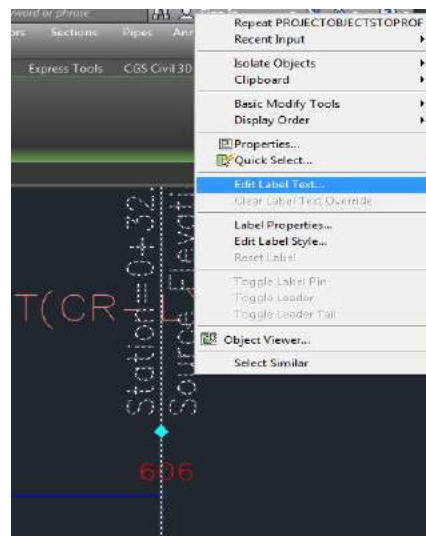 word or phrase
Repeat PROJECTOBJECTSTOPROF
Recent Input
ors Sections Pipes Ann
Isolate Objects
Clipboard
Express Tools CGS Civil 3D
Basic Modify Tools
Display Order
Properties...
Quick Select...
Edit Label Text...
Clear Label Text Override
Label Properties...
Edit Label Style...
Reset Label
Toggle Label Pin
Toggle Leader
Toggle Leader Tail
Object Viewer...
Select Similar
Station=0+32.
Source Elevati
T(CR
606